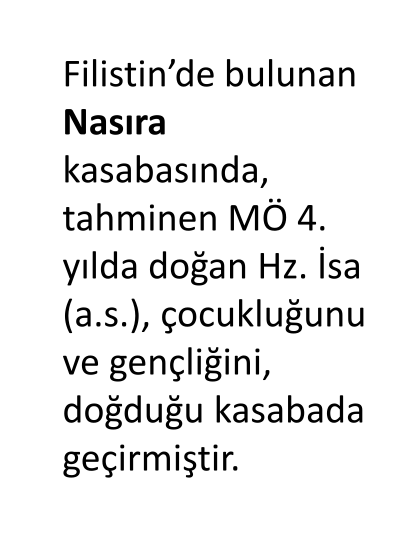 Filistin’de bulunan
Nasıra
kasabasında,
tahminen MÖ 4.
yılda doğan Hz. İsa
(a.s.), çocukluğunu
ve gençliğini,
doğduğu kasabada
geçirmiştir.